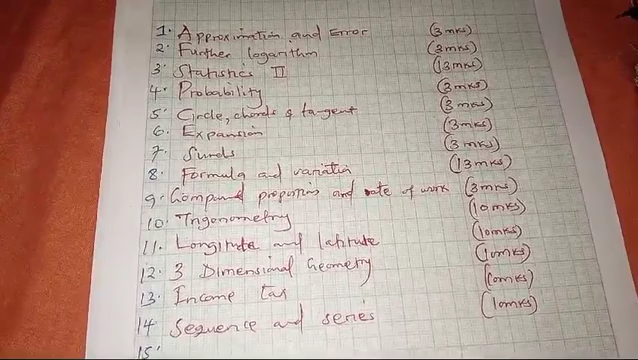 1. Approximation and Error (3mks)
2. Further logarithm (3mks)
3. Statistics II (13mks)
4. Probability (3mks)
5. Circle, chords & tangent (3mks)
6. Expansion (3mks)
7. Surds (3mks)
8. Formula and variation (13mks)
9. Compound proportion and rate of work (3mks)
10. Trigonometry (10mks)
11. Longitude and latitude (10mks)
12. 3 Dimensional Geometry (10mks)
13. Income tax (10mks)
14 Sequence and series (10mks)
15.